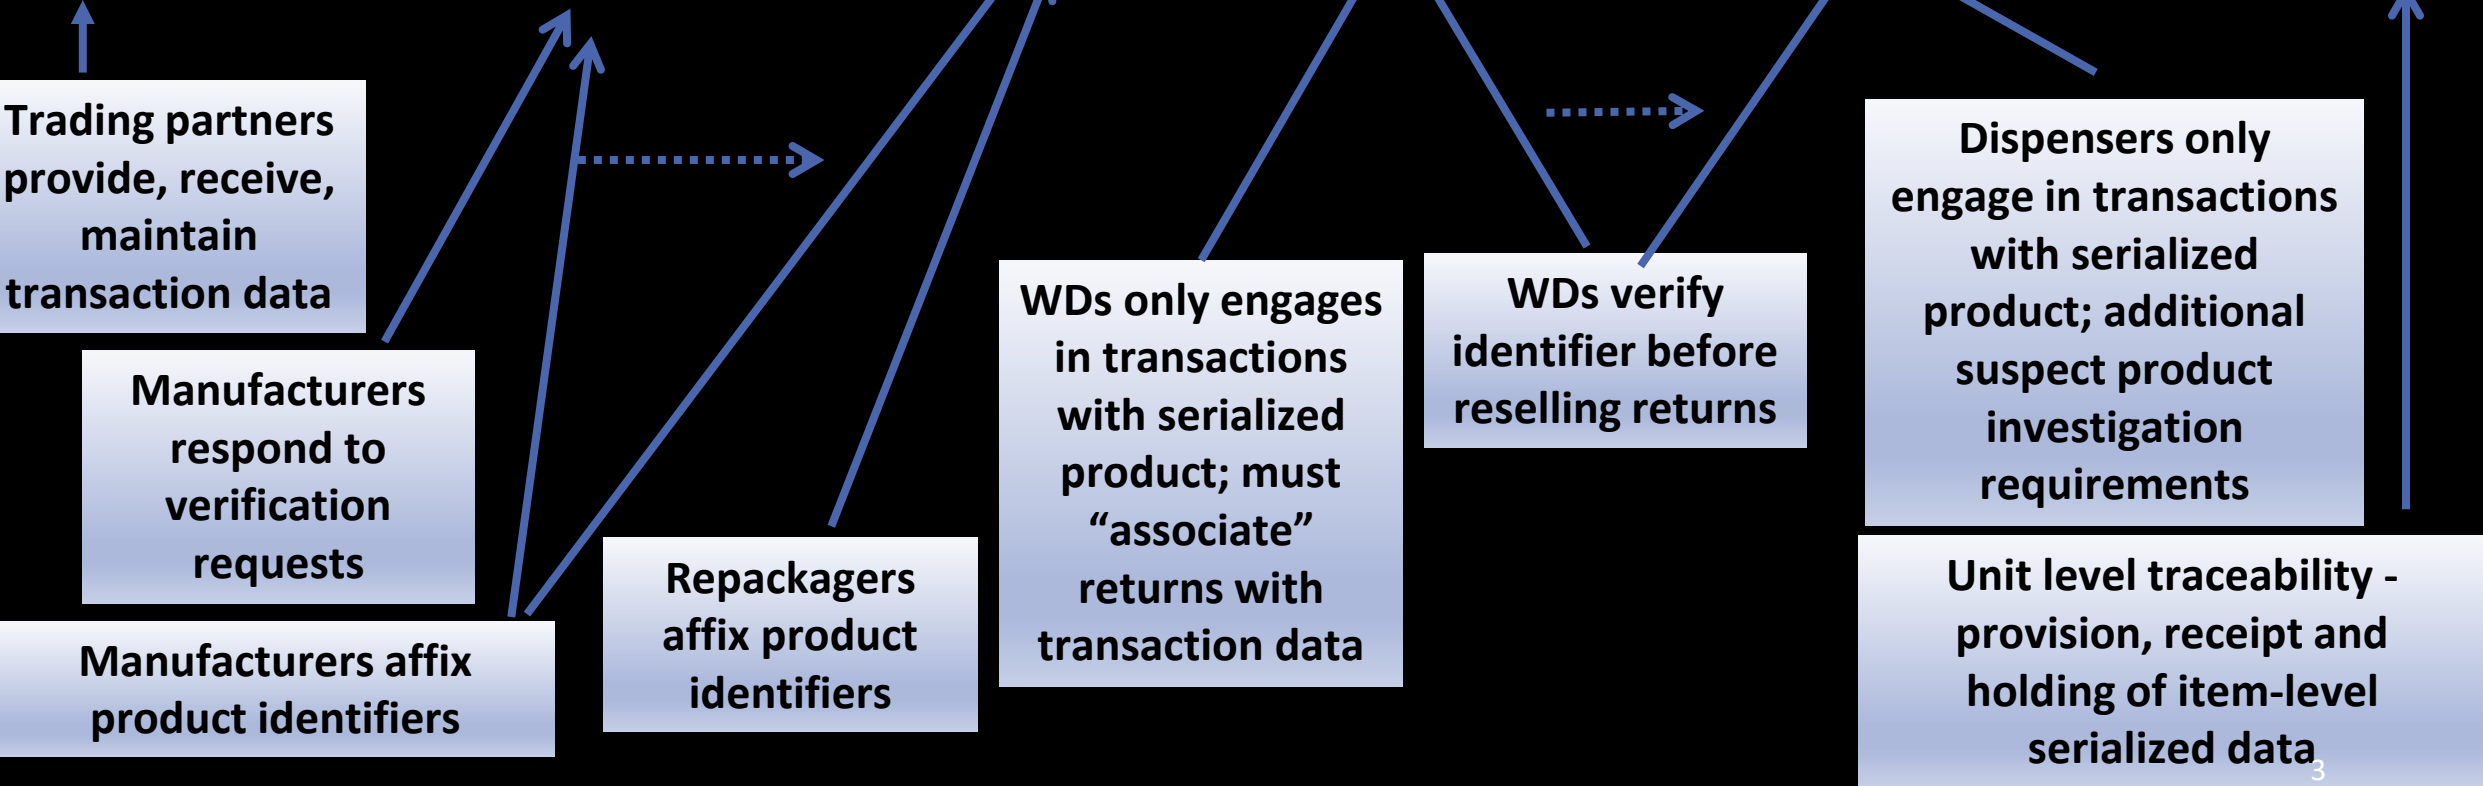 Trading partners
provide, receive,
maintain
transaction data
Manufacturers
respond to
verification
requests
Manufacturers affix
product identifiers
Repackagers
affix product
identifiers
WDs only engages
in transactions
with serialized
product; must
“associate”
returns with
transaction data
WDs verify
identifier before
reselling returns
Dispensers only
engage in transactions
with serialized
product; additional
suspect product
investigation
requirements
Unit level traceability -
provision, receipt and
holding of item-level
serialized data
3